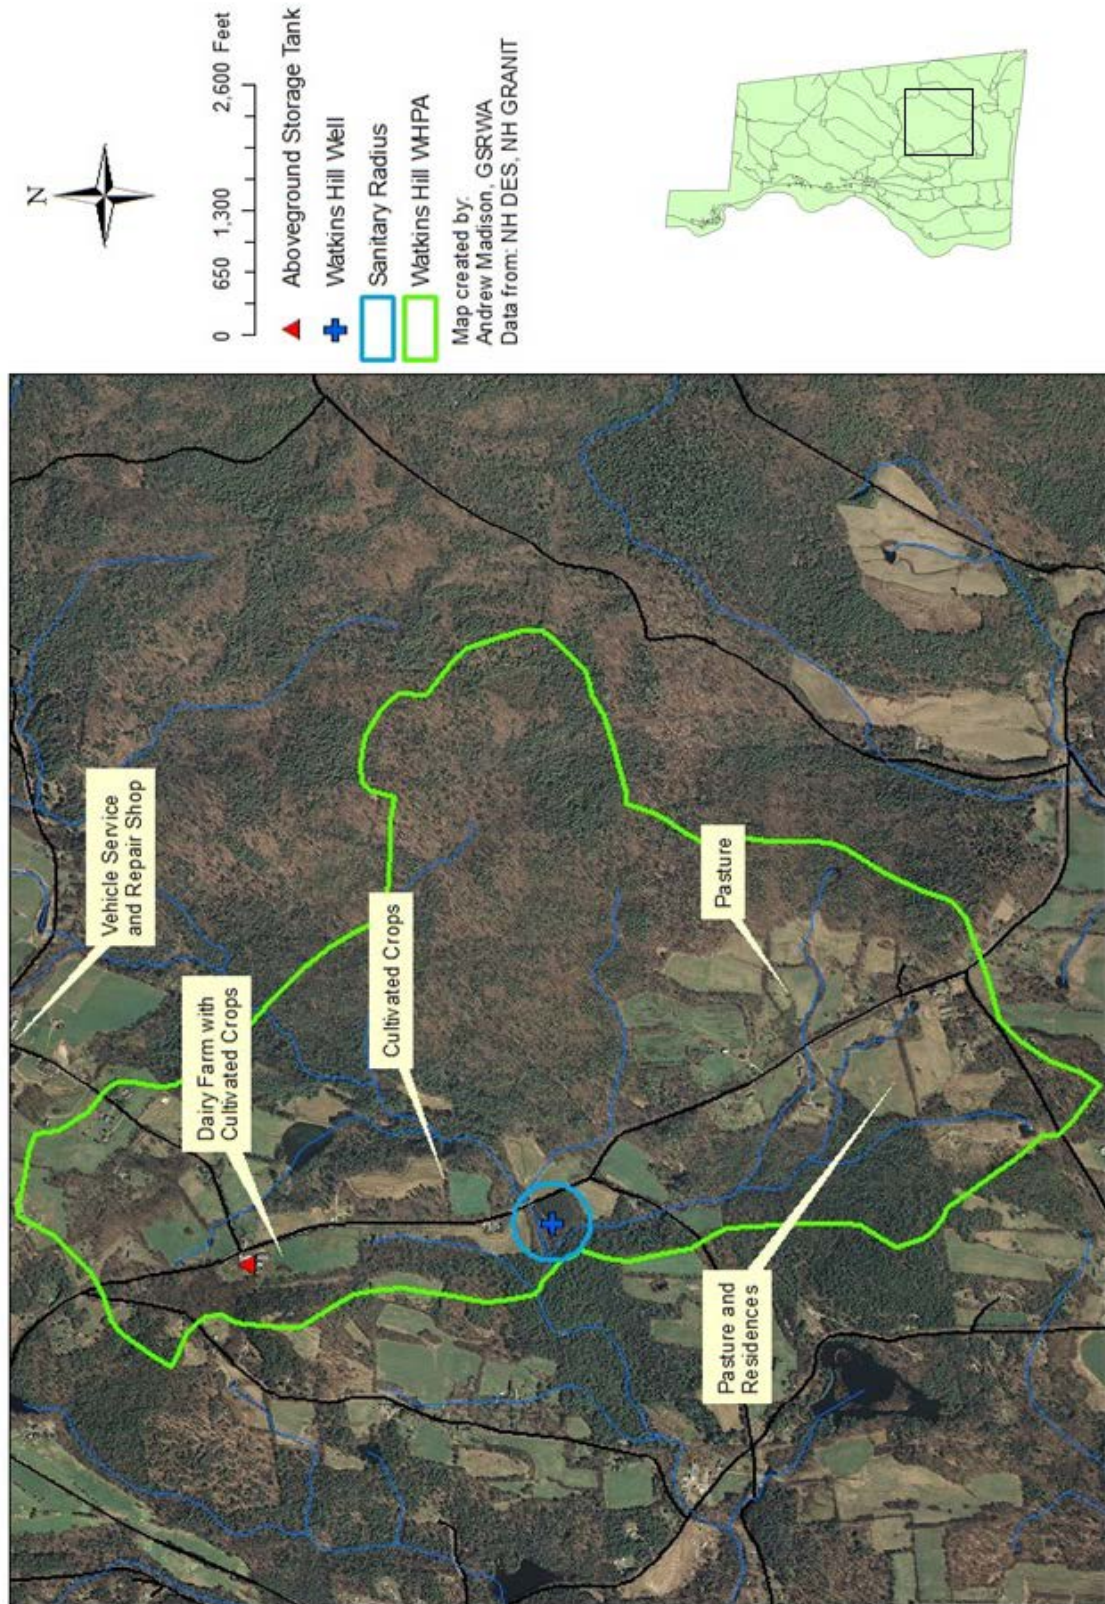 N
0 650 1,300 2,600 Feet
Aboveground Storage Tank
Watkins Hill Well
Sanitary Radius
Watkins Hill WHPA
Map created by:
Andrew Madison, GSRWA
Data from: NH DES, NH GRANIT
Vehicle Service
and Repair Shop
Dairy Farm with
Cultivated Crops
Cultivated Crops
Pasture
Pasture and
Residences